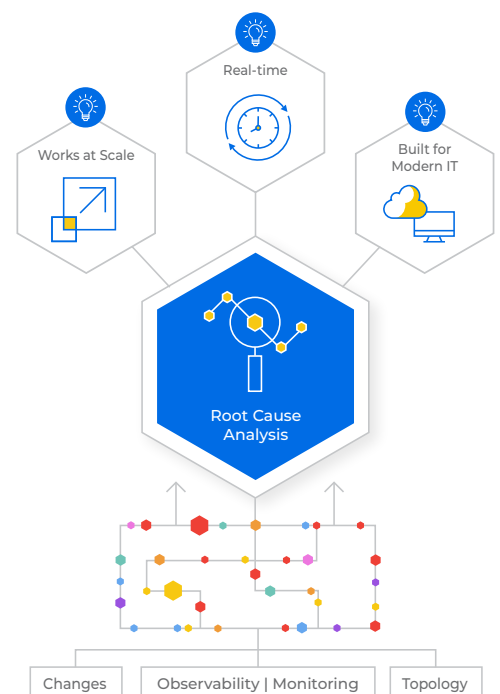 Real-time
Works at Scale
Built for
Modern IT
Root Cause
Analysis
Changes
Observability | Monitoring
Topology